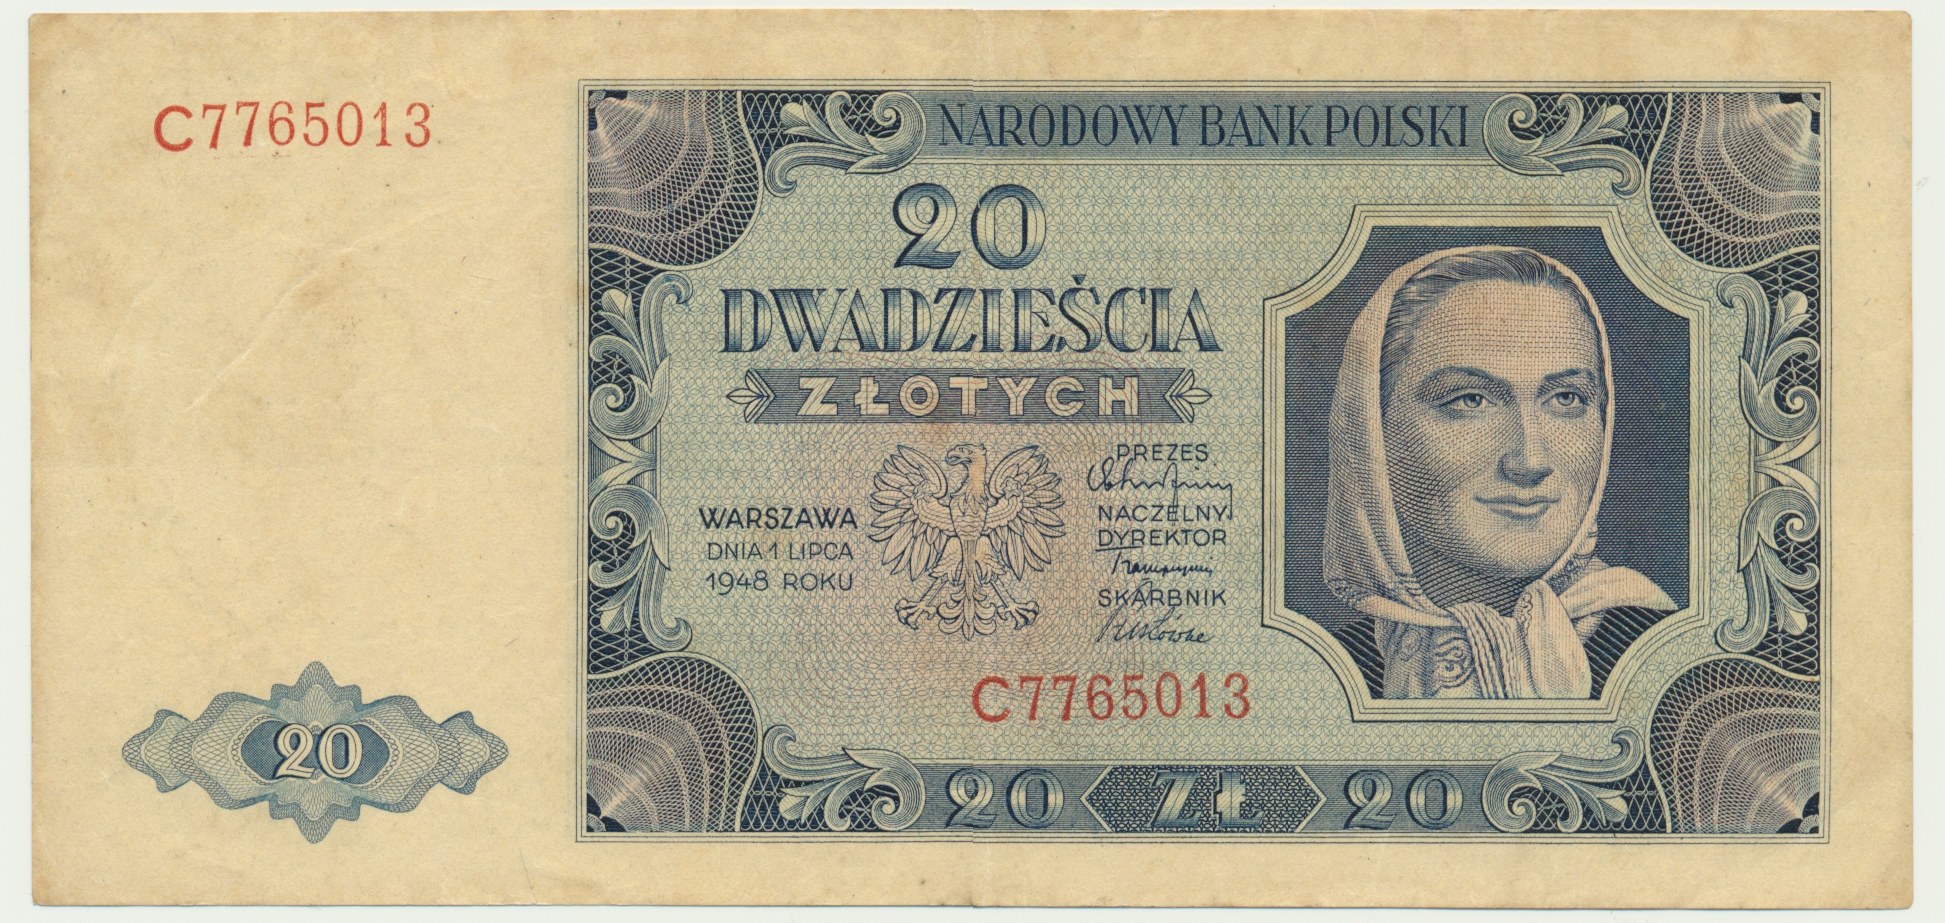 C7765013
NARODOWY BANK POLSKI
20
DWADZIEŚCIA
ZŁOTYCH
WARSZAWA
DNIA 1 LIPCA
1948 ROKU
PREZES
NACZELNY
DYREKTOR
SKARBNIK
C7765013
20
20 ZŁ 20